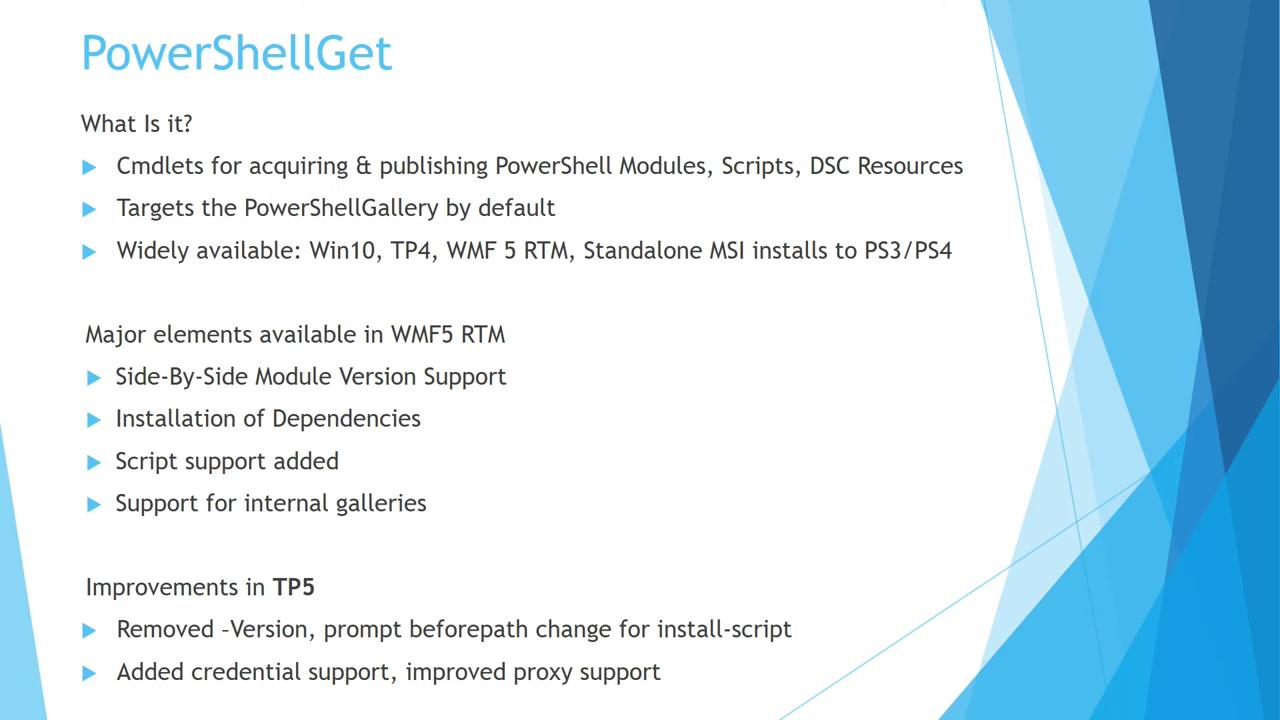 PowerShellGet
What Is it?
Cmdlets for acquiring & publishing PowerShell Modules, Scripts, DSC Resources
Targets the PowerShellGallery by default
Widely available: Win10, TP4, WMF 5 RTM, Standalone MSI installs to PS3/PS4
Major elements available in WMF5 RTM
Side-By-Side Module Version Support
Installation of Dependencies
Script support added
Support for internal galleries
Improvements in TP5
Removed –Version, prompt beforepath change for install-script
Added credential support, improved proxy support